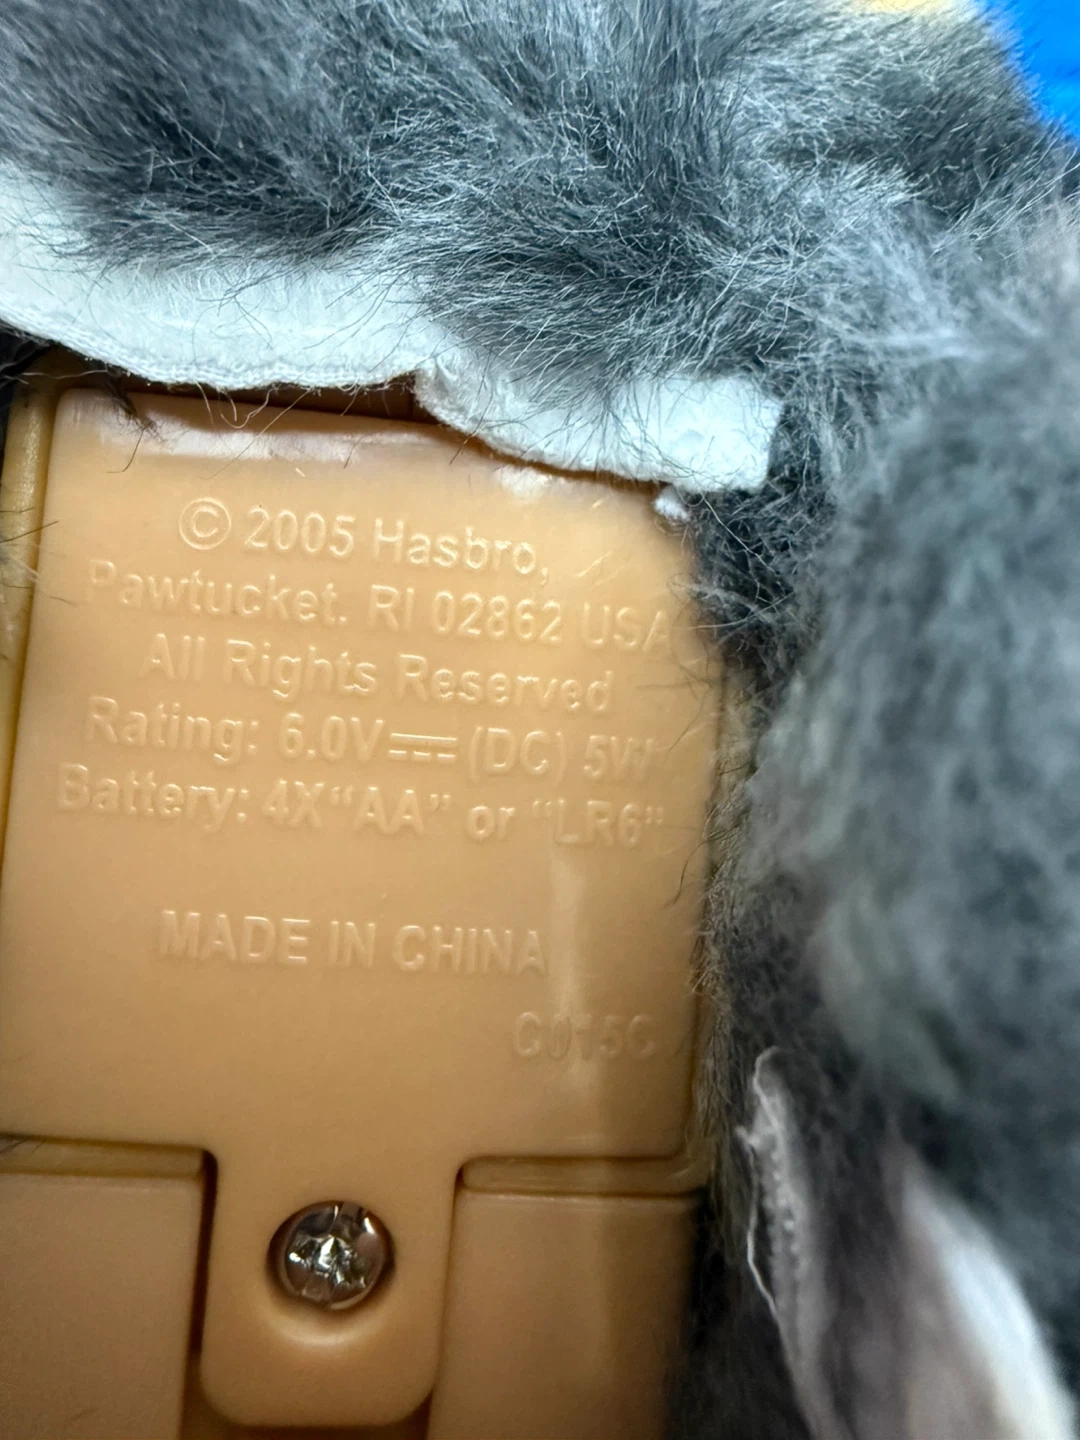 © 2005 Hasbro,
Pawtucket. RI 02862 USA
All Rights Reserved
Rating: 6.0V⎓(DC) 5W
Battery: 4X“AA” or “LR6”
MADE IN CHINA
C015C